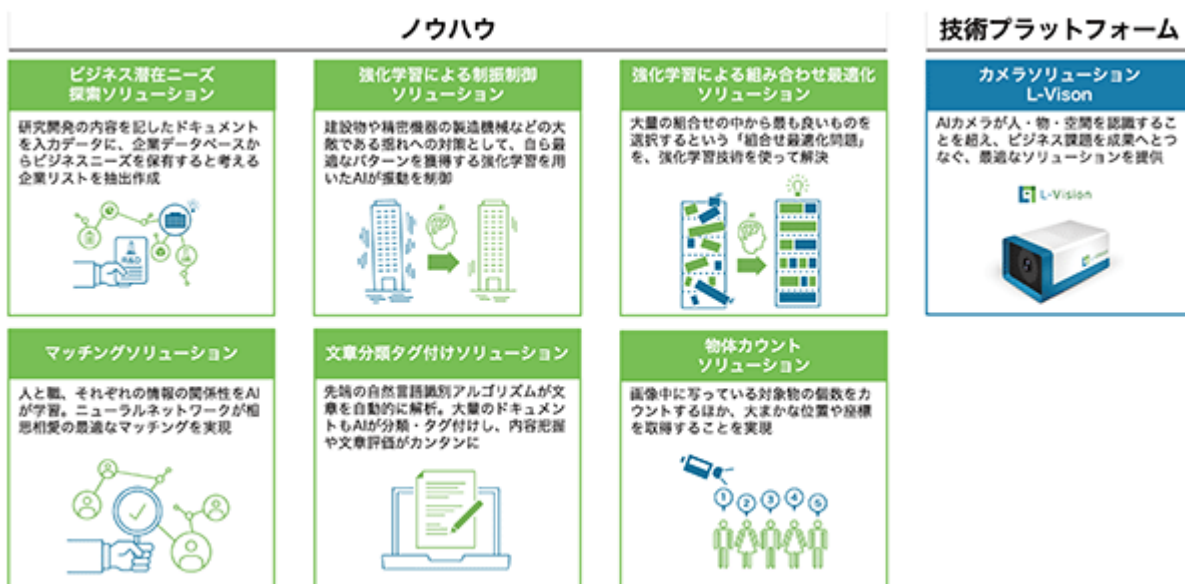 ノウハウ
技術プラットフォーム
ビジネス潜在ニーズ
探索ソリューション
研究開発の内容を記したドキュメント
を入力データに、企業データベースか
らビジネスニーズを保有すると考える
企業リストを抽出作成
R&D
強化学習による制振制御
ソリューション
建設物や精密機器の製造機械などの大
敵である揺れへの対策として、自ら最
適なパターンを獲得する強化学習を用
いたAIが振動を制御
AI
強化学習による組み合わせ最適化
ソリューション
大量の組合せの中から最も良いものを
選択するという「組合せ最適化問題」
を、強化学習技術を使って解決
AI
カメラソリューション
L-Vison
AIカメラが人・物・空間を認識するこ
とを超え、ビジネス課題を成果へとつ
なぐ、最適なソリューションを提供
L-Vision
マッチングソリューション
人と職、それぞれの情報の関係性をAI
が学習。ニューラルネットワークが相
思相愛の最適なマッチングを実現
文章分類タグ付けソリューション
先端の自然言語識別アルゴリズムが文
章を自動的に解析。大量のドキュメン
トもAIが分類・タグ付けし、内容把握
や文章評価がカンタンに
物体カウント
ソリューション
画像中に写っている対象物の個数をカ
ウントするほか、大まかな位置や座標
を取得することを実現
1 2 3 4 5